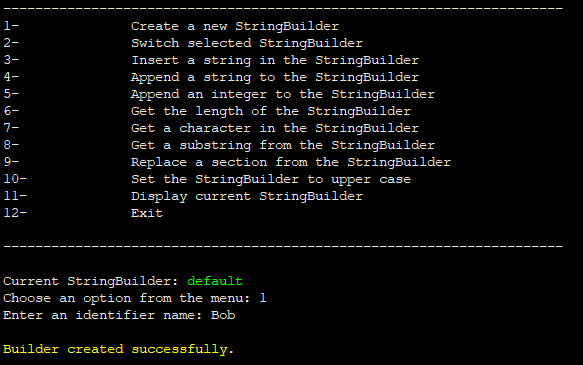 ----------------------------------------------------------------------
1- Create a new StringBuilder
2- Switch selected StringBuilder
3- Insert a string in the StringBuilder
4- Append a string to the StringBuilder
5- Append an integer to the StringBuilder
6- Get the length of the StringBuilder
7- Get a character in the StringBuilder
8- Get a substring from the StringBuilder
9- Replace a section from the StringBuilder
10- Set the StringBuilder to upper case
11- Display current StringBuilder
12- Exit
----------------------------------------------------------------------
Current StringBuilder: default
Choose an option from the menu: 1
Enter an identifier name: Bob
Builder created successfully.